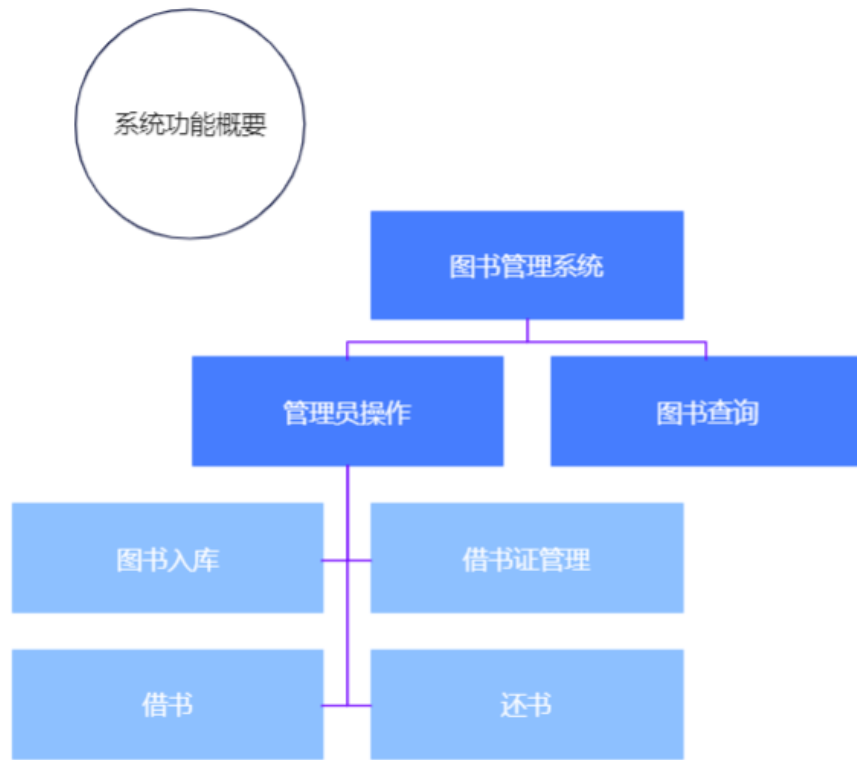 系统功能概要
图书管理系统
管理员操作
图书查询
图书入库
借书证管理
借书
还书